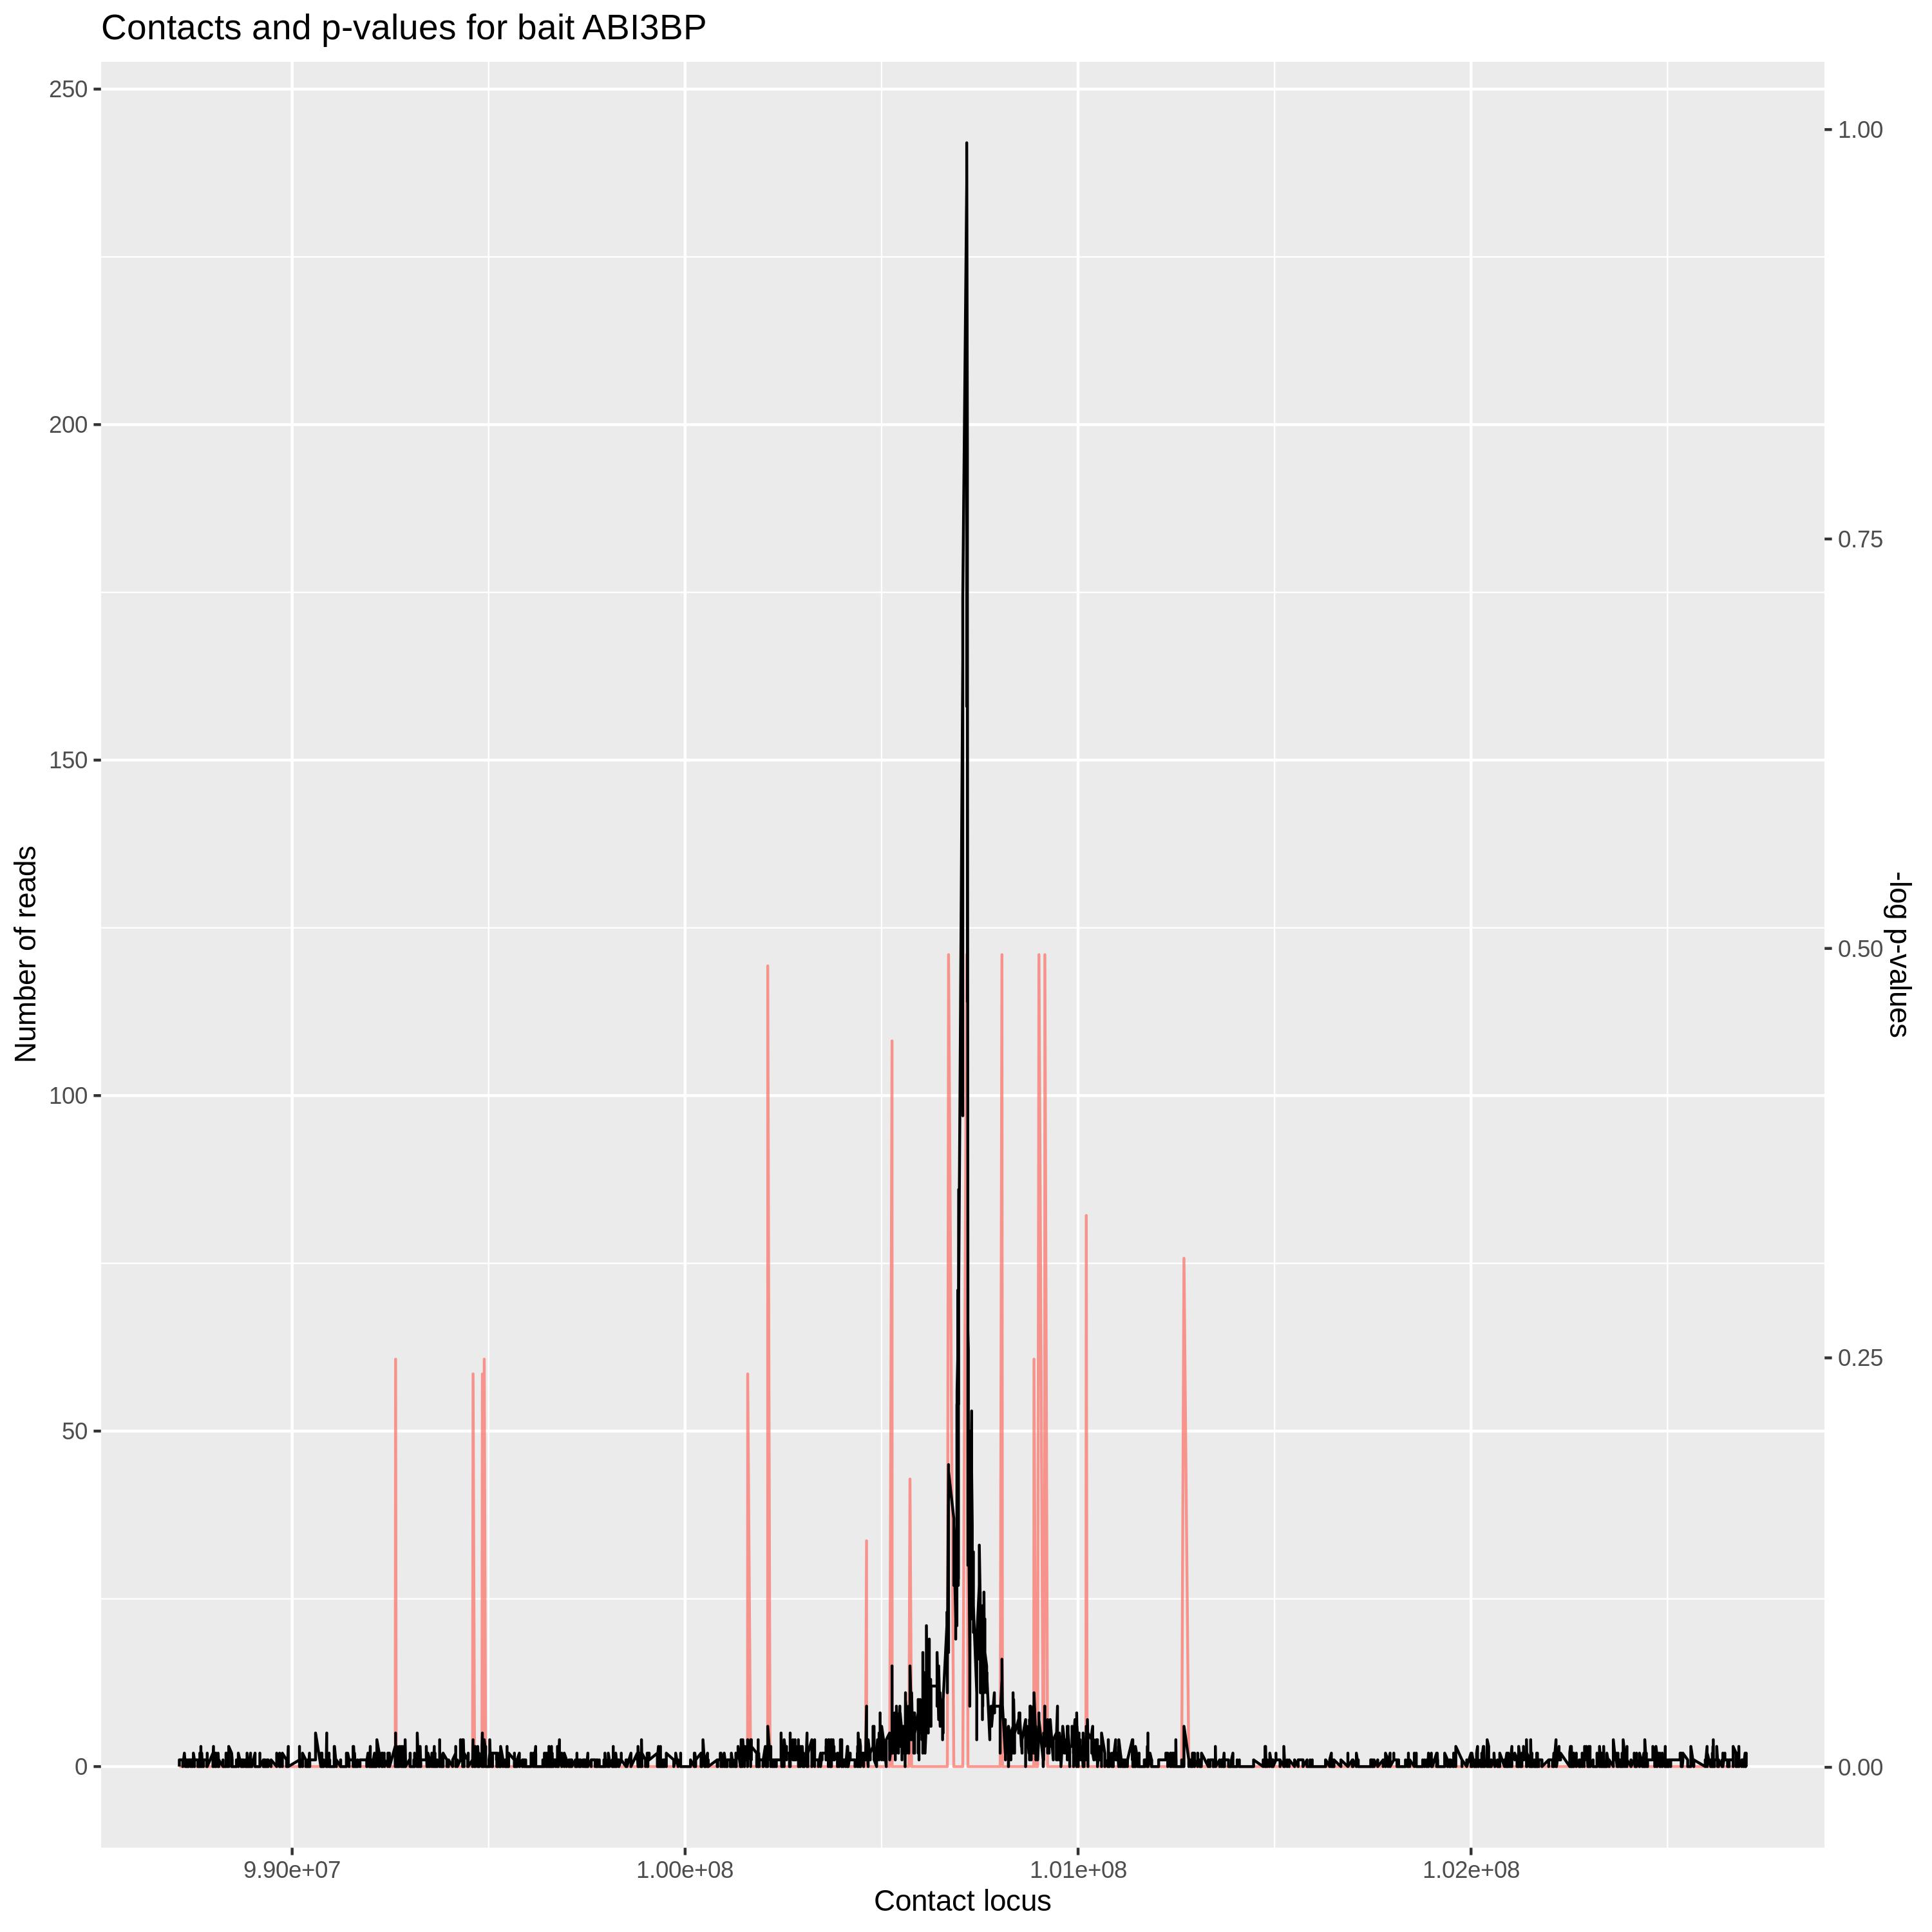 Contacts and p-values for bait ABI3BP
250
200
150
100
50
0
Number of reads
1.00
0.75
0.50
0.25
0.00
-log p-values
9.90e+07
1.00e+08
1.01e+08
1.02e+08
Contact locus